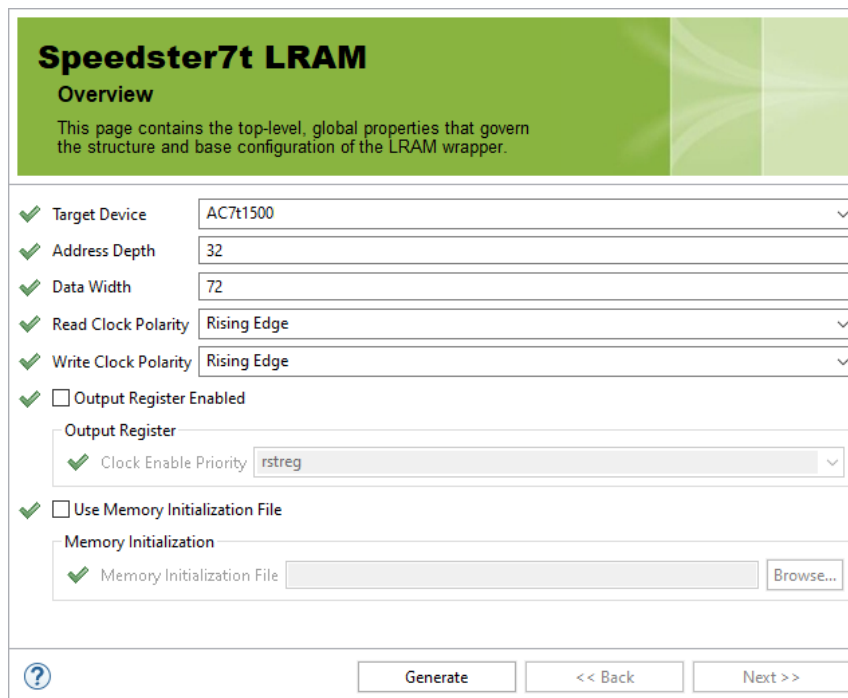 Speedster7t LRAM
Overview
This page contains the top-level, global properties that govern
the structure and base configuration of the LRAM wrapper.
Target Device AC7t1500
Address Depth 32
Data Width 72
Read Clock Polarity Rising Edge
Write Clock Polarity Rising Edge
Output Register Enabled
Output Register
Clock Enable Priority rstreg
Use Memory Initialization File
Memory Initialization
Memory Initialization File Browse...
? Generate << Back Next >>